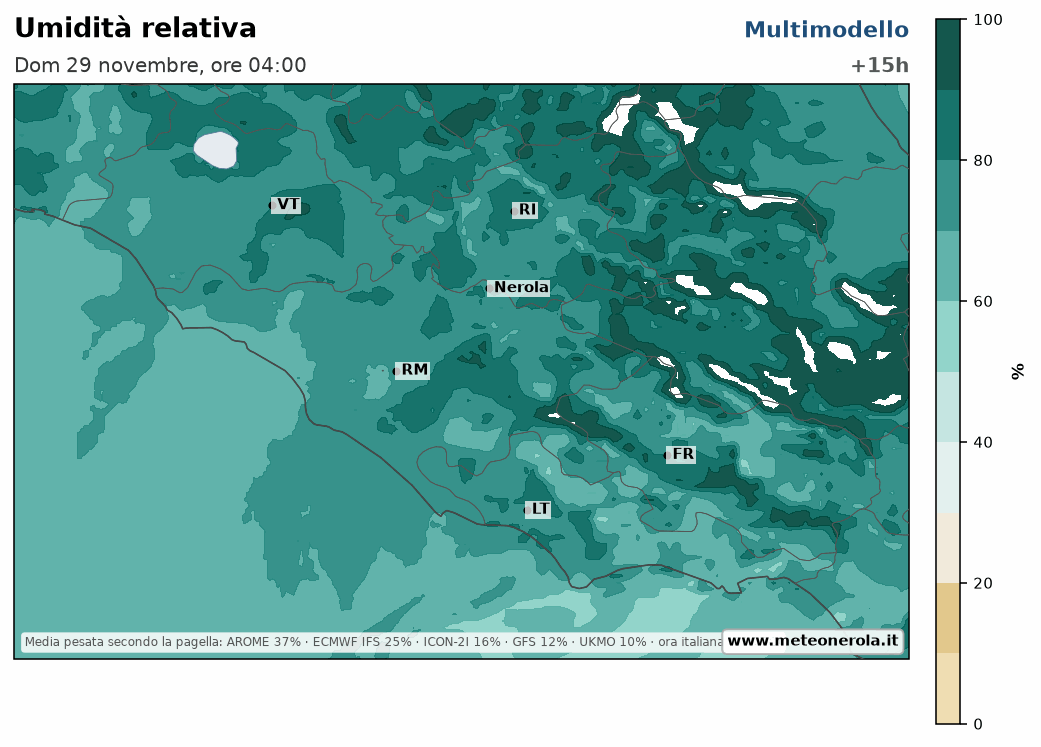 Umidità relativa
Multimodello
Dom 29 novembre, ore 04:00
+15h
100
80
60
40
20
0
%
VT
RI
Nerola
RM
FR
LT
Media pesata secondo la pagella: AROME 37% · ECMWF IFS 25% · ICON-2I 16% · GFS 12% · UKMO 10% · ora italiana
www.meteonerola.it